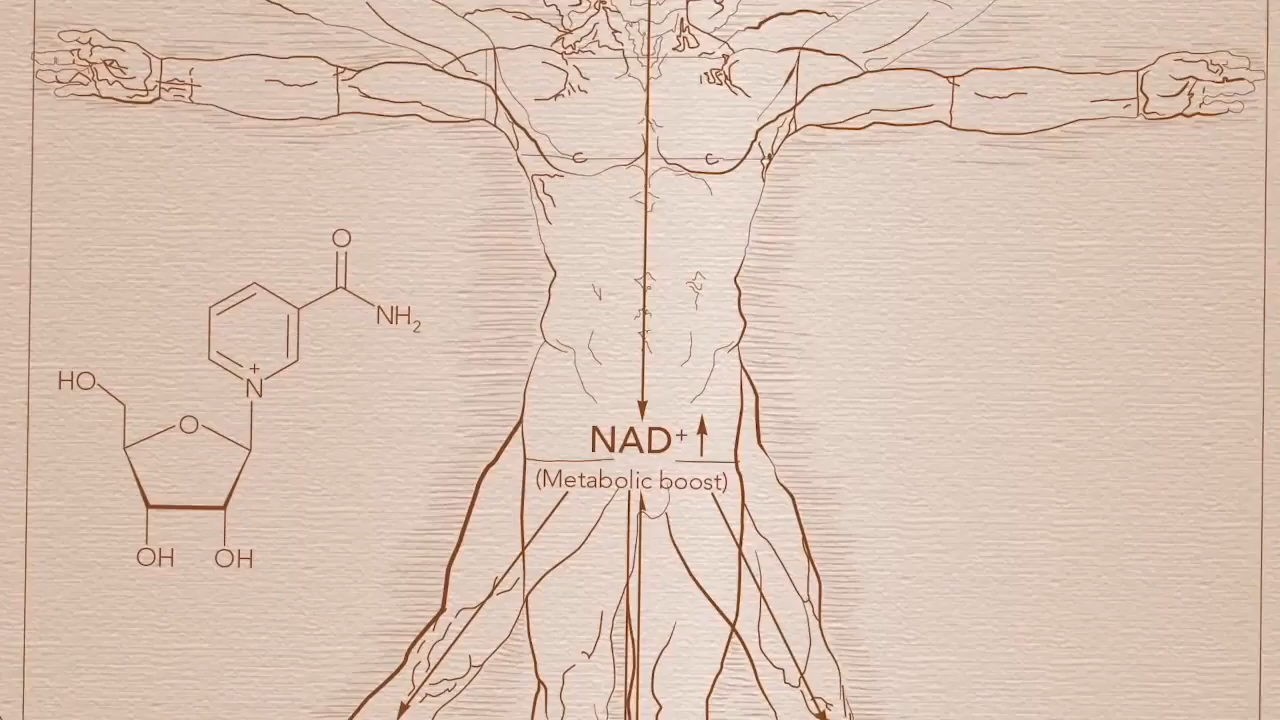 O
NH₂
+
N
HO
O
OH OH
NAD⁺
(Metabolic boost)